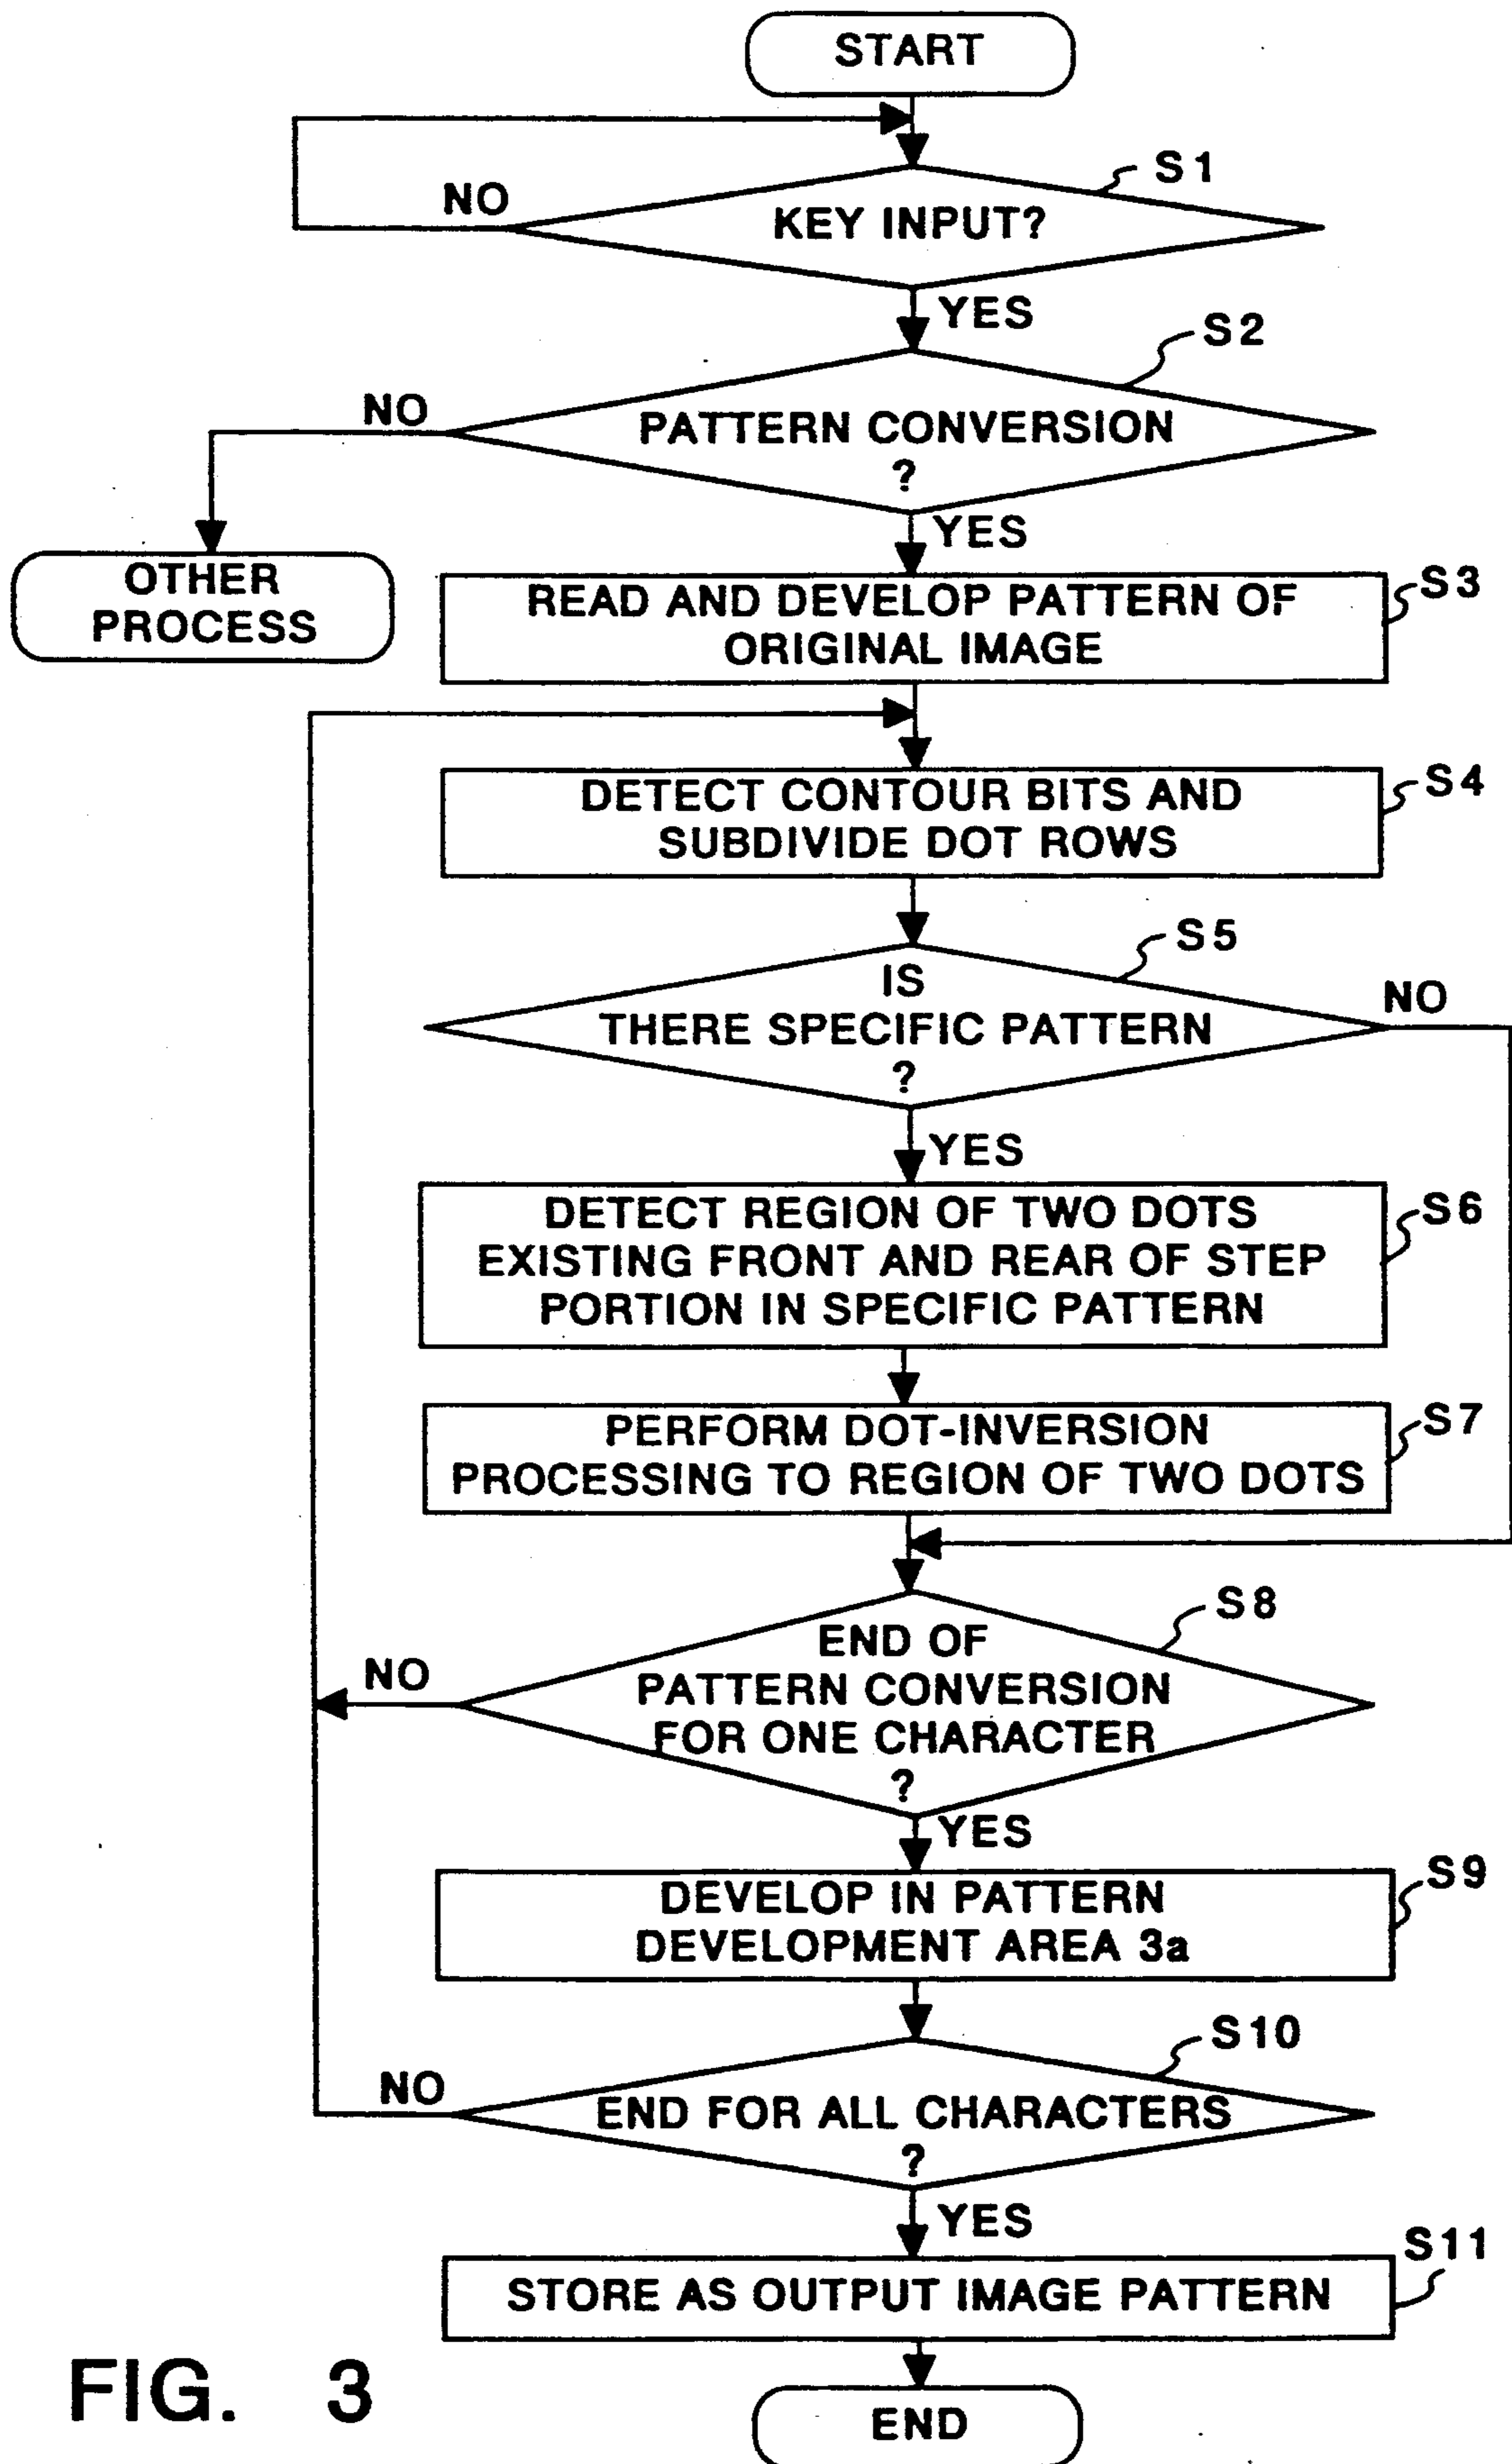 START
S1
NO
KEY INPUT?
YES
S2
NO
PATTERN CONVERSION
?
YES
OTHER
PROCESS
S3
READ AND DEVELOP PATTERN OF
ORIGINAL IMAGE
S4
DETECT CONTOUR BITS AND
SUBDIVIDE DOT ROWS
S5
IS
NO
THERE SPECIFIC PATTERN
?
YES
S6
DETECT REGION OF TWO DOTS
EXISTING FRONT AND REAR OF STEP
PORTION IN SPECIFIC PATTERN
S7
PERFORM DOT-INVERSION
PROCESSING TO REGION OF TWO DOTS
S8
END OF
NO
PATTERN CONVERSION
FOR ONE CHARACTER
?
YES
S9
DEVELOP IN PATTERN
DEVELOPMENT AREA 3a
S10
NO
END FOR ALL CHARACTERS
?
YES
S11
STORE AS OUTPUT IMAGE PATTERN
FIG. 3
END